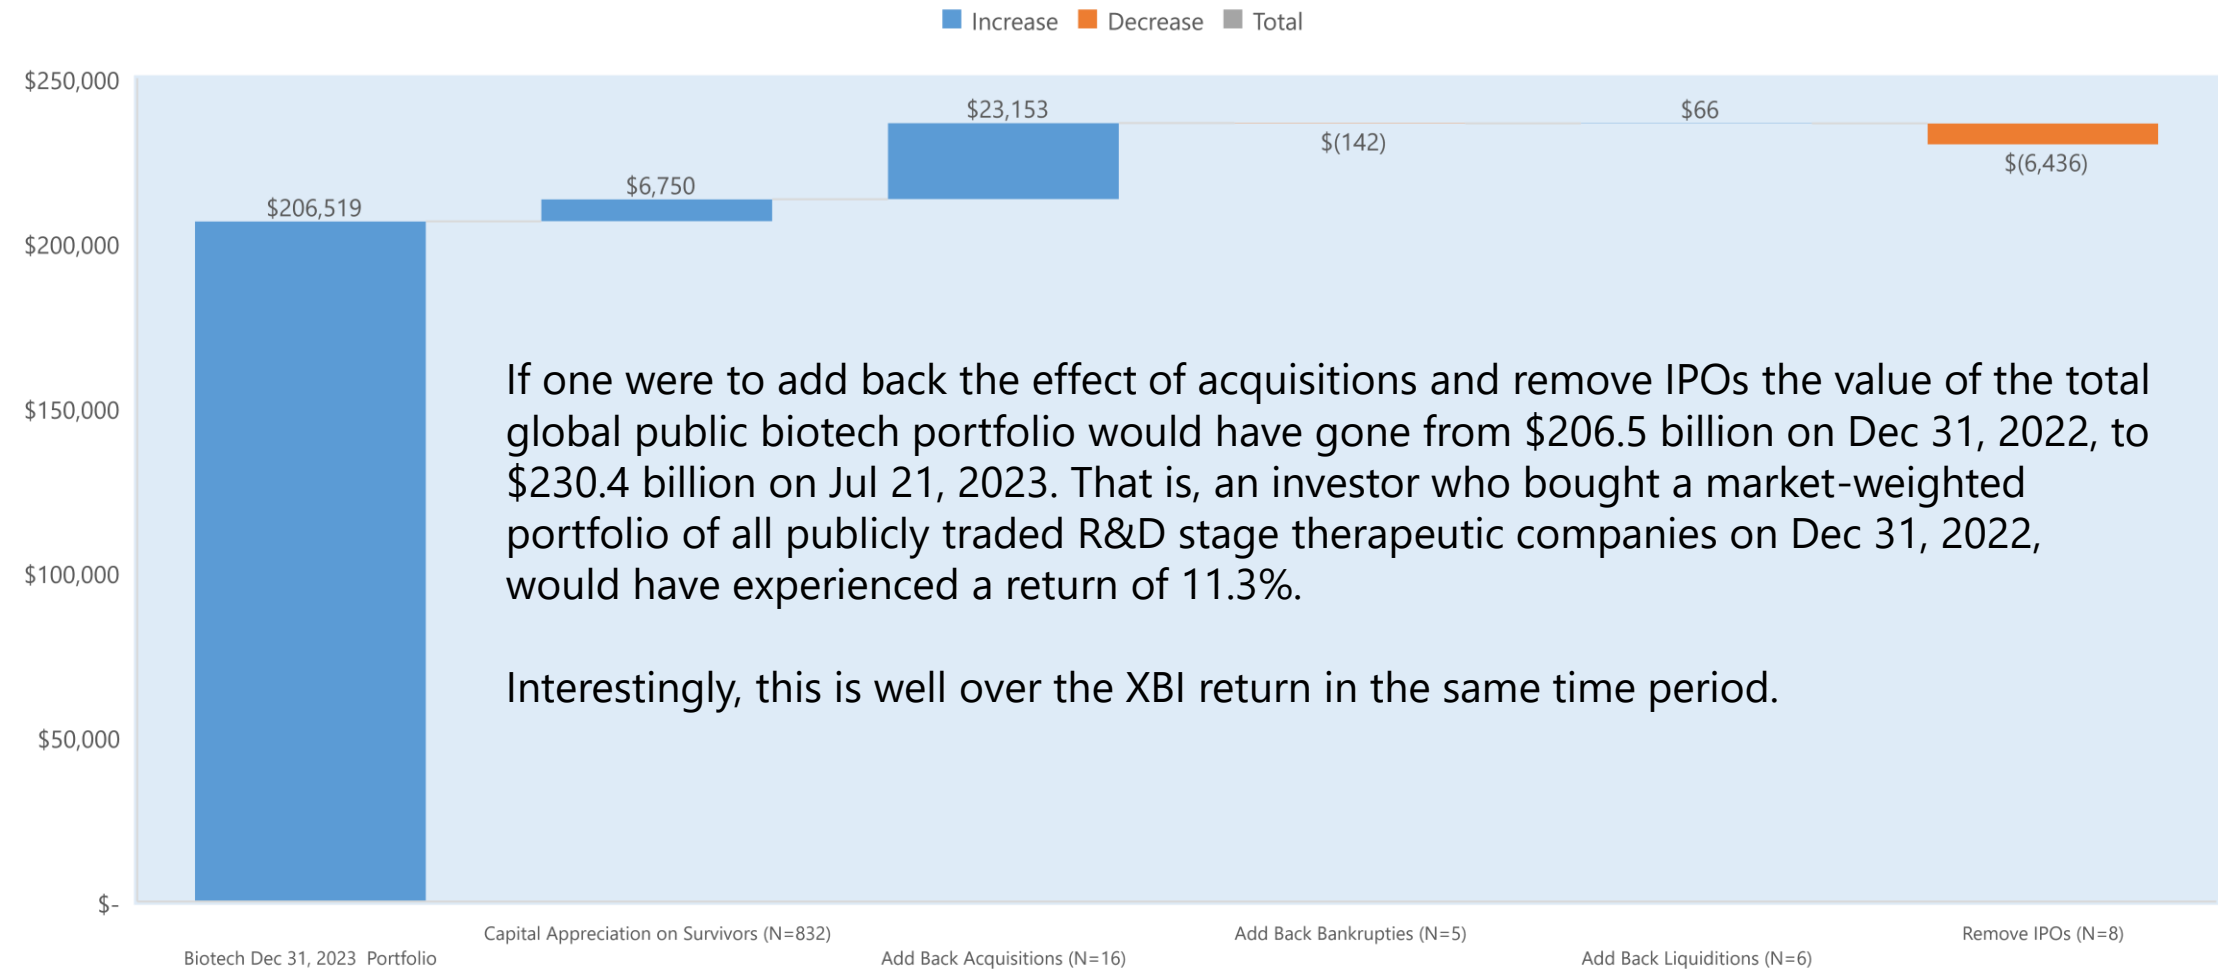 Increase Decrease Total
$250,000
$200,000
$150,000
$100,000
$50,000
$-
$206,519
$6,750
$23,153
$(142)
$66
$(6,436)
If one were to add back the effect of acquisitions and remove IPOs the value of the total
global public biotech portfolio would have gone from $206.5 billion on Dec 31, 2022, to
$230.4 billion on Jul 21, 2023. That is, an investor who bought a market-weighted
portfolio of all publicly traded R&D stage therapeutic companies on Dec 31, 2022,
would have experienced a return of 11.3%.
Interestingly, this is well over the XBI return in the same time period.
Biotech Dec 31, 2023 Portfolio
Capital Appreciation on Survivors (N=832)
Add Back Acquisitions (N=16)
Add Back Bankrupties (N=5)
Add Back Liquiditions (N=6)
Remove IPOs (N=8)